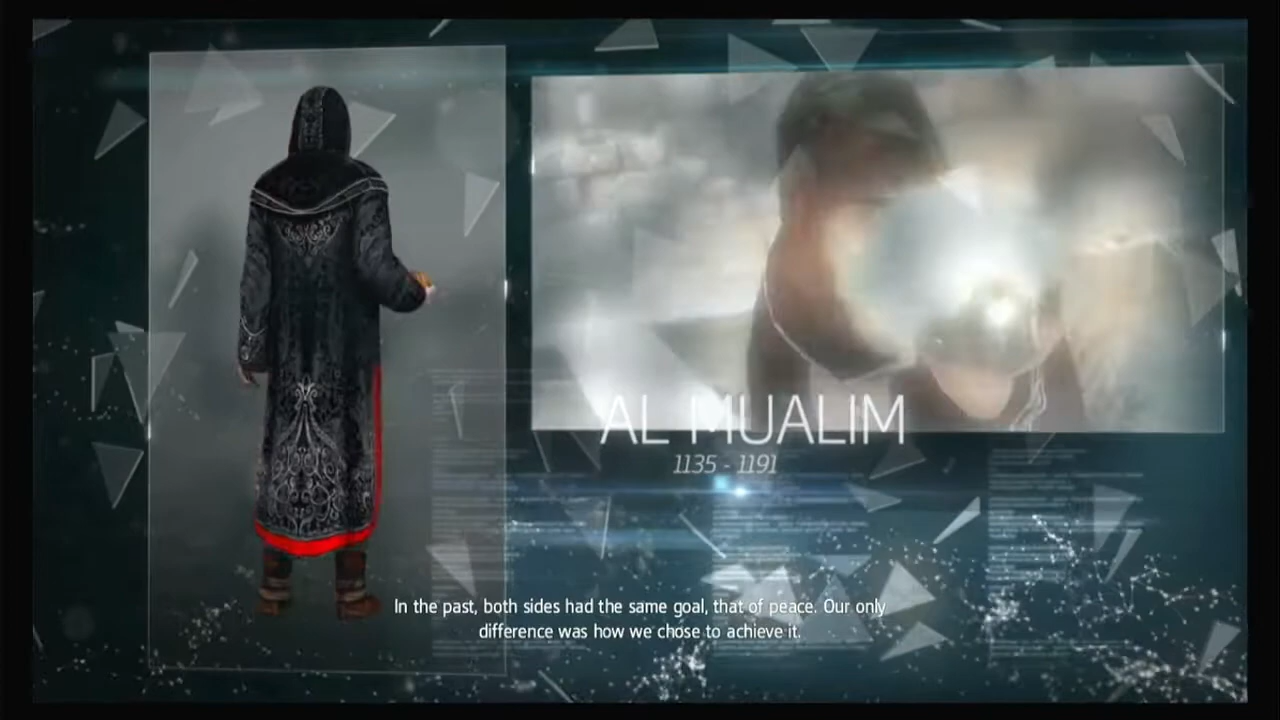 AL MUALIM
1135 - 1191
In the past, both sides had the same goal, that of peace. Our only
difference was how we chose to achieve it.